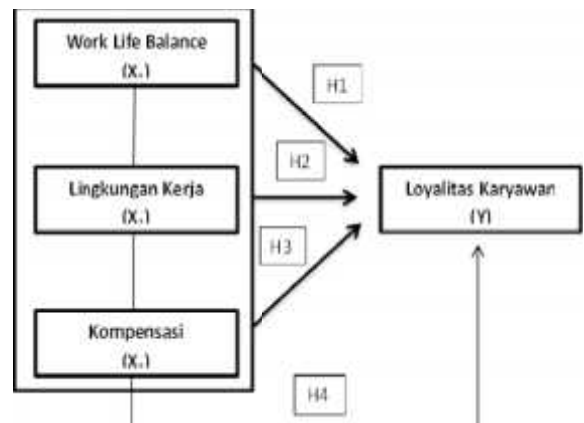 Work Life Balance
(X.)
H1
H2
Lingkungan Kerja
(X.)
Loyalitas Karyawan
(Y)
H3
Kompensasi
(X.)
H4